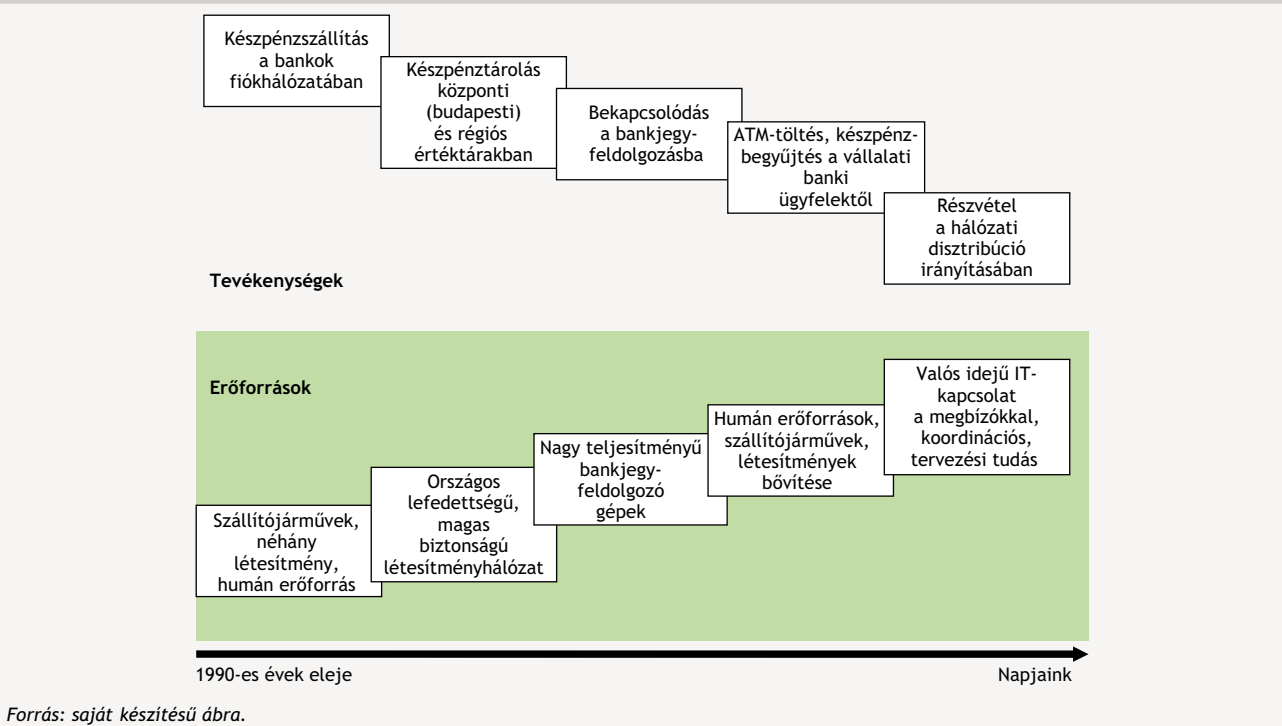 Készpénzszállítás
a bankok
fiókhálózatában
Készpénztárolás
központi
(budapesti)
és régiós
értéktárakban
Bekapcsolódás
a bankjegy-
feldolgozásba
ATM-töltés, készpénz-
begyűjtés a vállalati
banki
ügyfelektől
Részvétel
a hálózati
disztribúció
irányításában
Tevékenységek
Erőforrások
Szállítójárművek,
néhány
létesítmény,
humán erőforrás
Országos
lefedettségű,
magas
biztonságú
létesítményhálózat
Nagy teljesítményű
bankjegy-
feldolgozó
gépek
Humán erőforrások,
szállítójárművek,
létesítmények
bővítése
Valós idejű IT-
kapcsolat
a megbízókkal,
koordinációs,
tervezési tudás
1990-es évek eleje
Napjaink
Forrás: saját készítésű ábra.